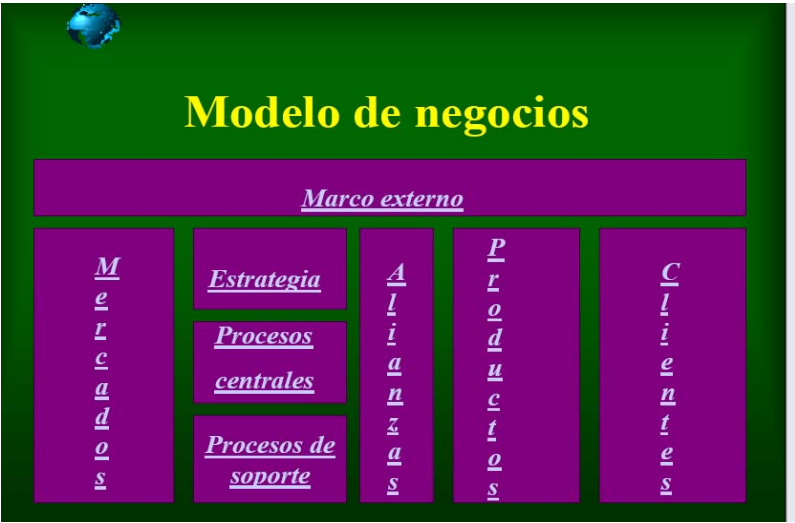 Modelo de negocios
Marco externo
Mercados
Estrategia
Procesos
centrales
Procesos de
soporte
Alianzas
Productos
Clientes